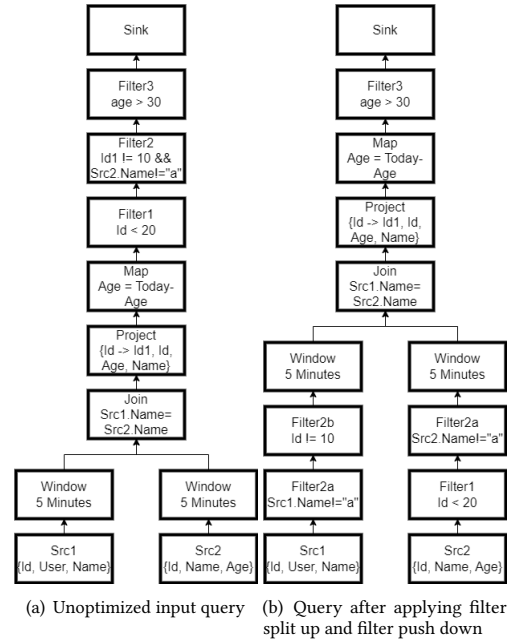 Sink
Filter3
age > 30
Filter2
Id1 != 10 &&
Src2.Name!="a"
Filter1
Id < 20
Map
Age = Today-
Age
Project
{Id -> Id1, Id,
Age, Name}
Join
Src1.Name=
Src2.Name
Window
5 Minutes
Window
5 Minutes
Src1
{Id, User, Name}
Src2
{Id, Name, Age}
(a) Unoptimized input query
Sink
Filter3
age > 30
Map
Age = Today-
Age
Project
{Id -> Id1, Id,
Age, Name}
Join
Src1.Name=
Src2.Name
Window
5 Minutes
Window
5 Minutes
Filter2b
Id != 10
Filter2a
Src2.Name!="a"
Filter2a
Src1.Name!="a"
Filter1
Id < 20
Src1
{Id, User, Name}
Src2
{Id, Name, Age}
(b) Query after applying filter
split up and filter push down